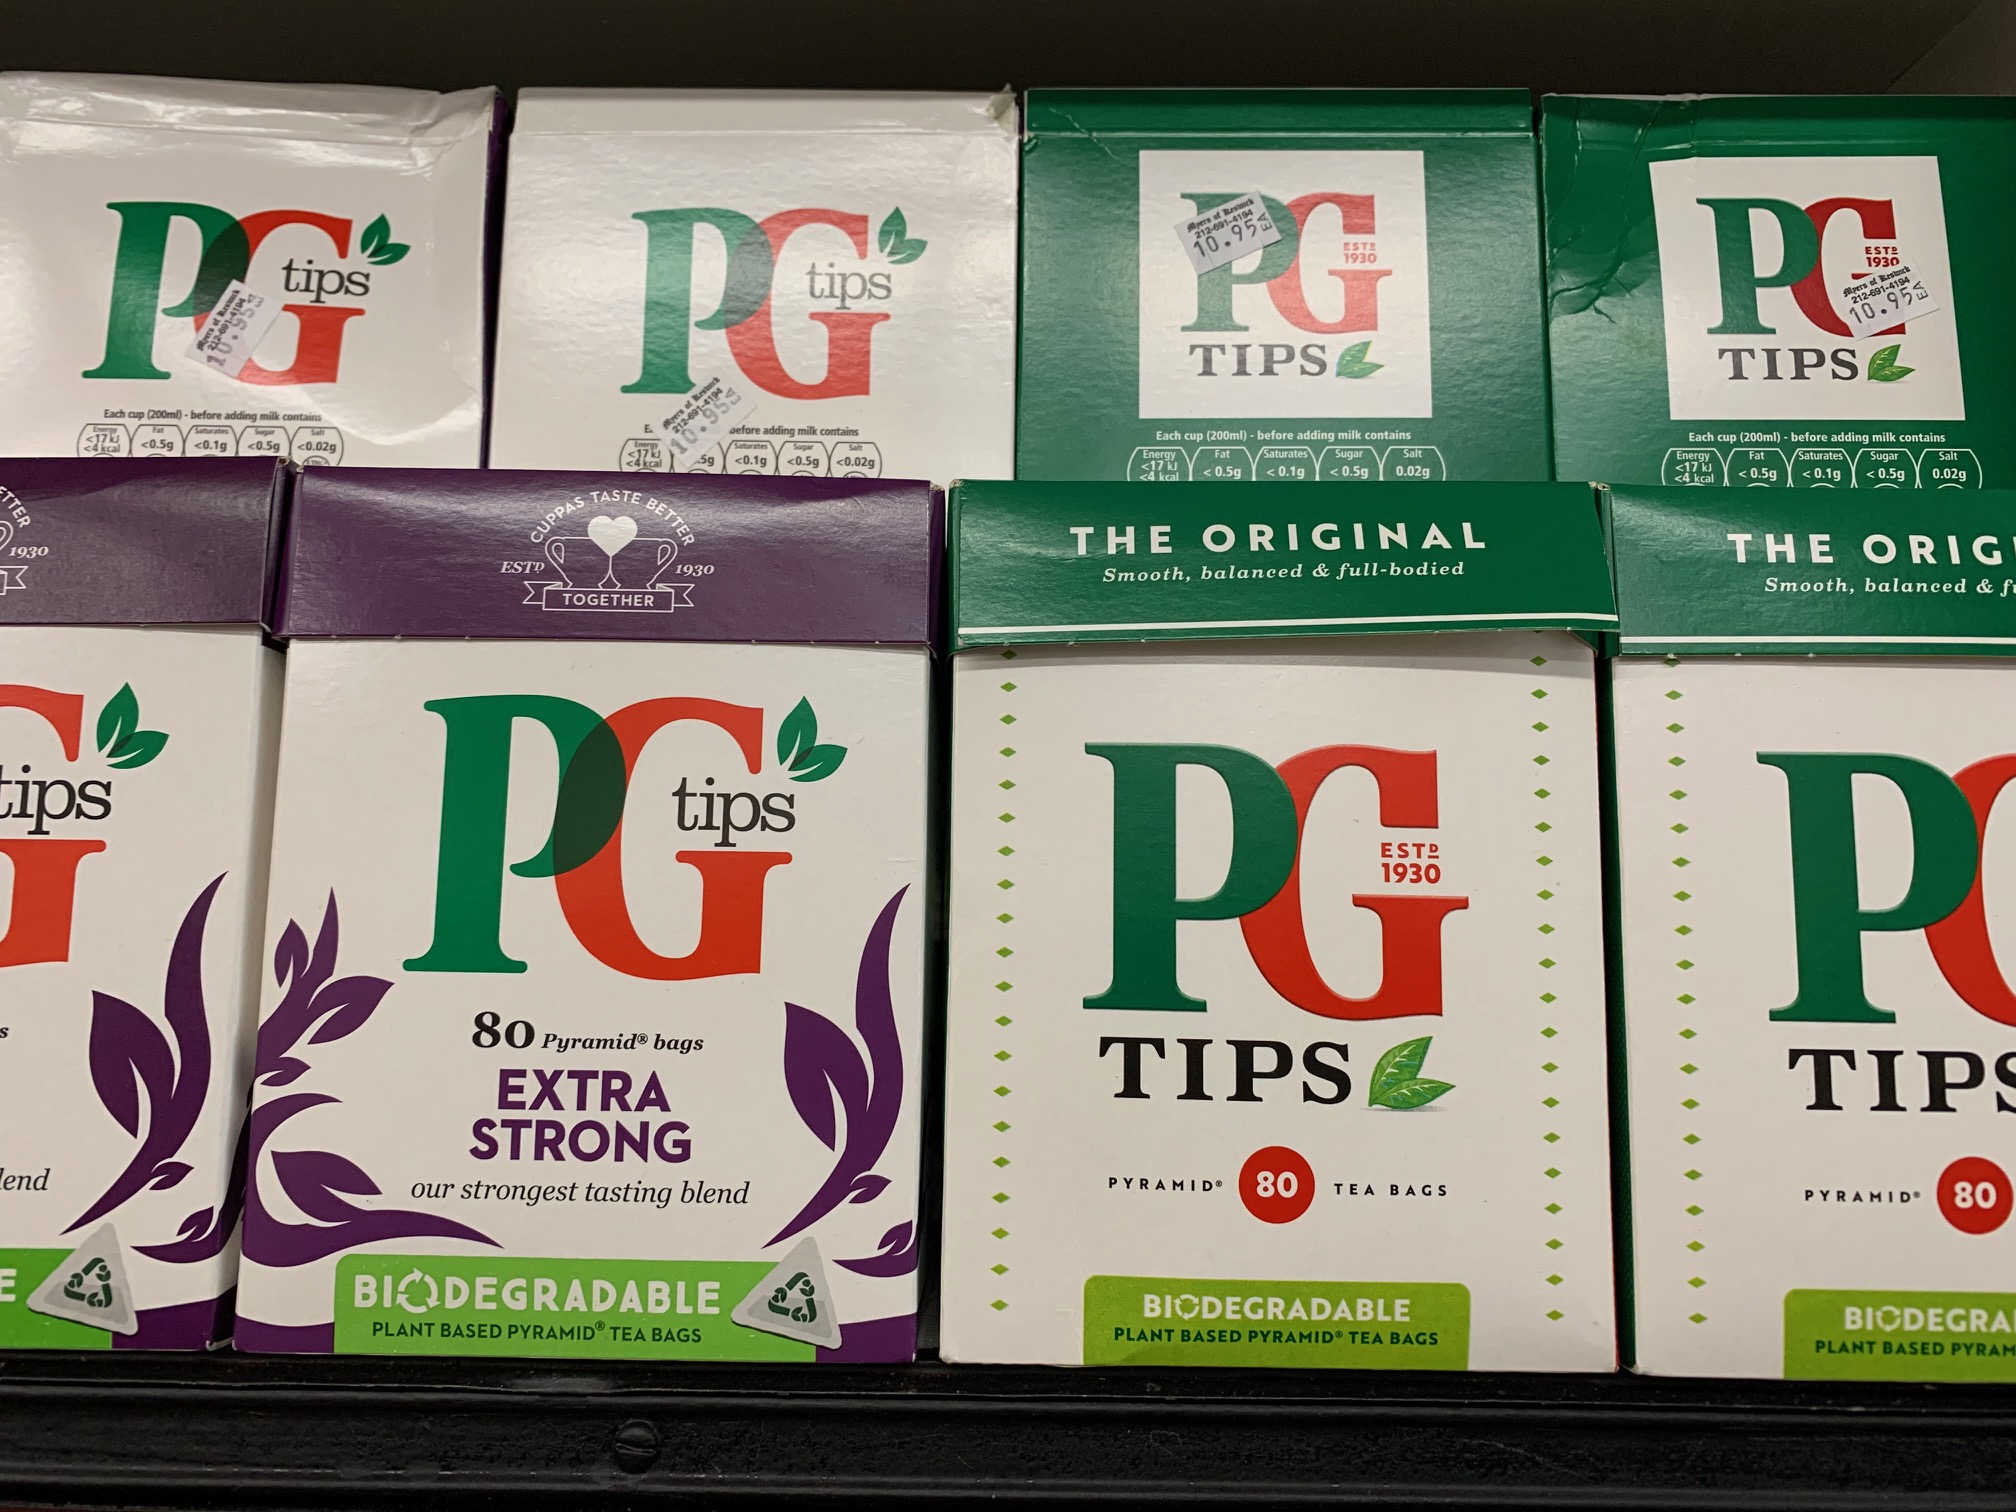 PG
tips
Myers of Keswick
212-691-4194
10.95 EA
Each cup (200ml) - before adding milk contains
Energy <17 kJ <4 kcal
Fat <0.5g
Saturates <0.1g
Sugar <0.5g
Salt <0.02g
PG
tips
Myers of Keswick
212-691-4194
10.95 EA
before adding milk contains
Energy <17 kJ <4 kcal
Saturates <0.1g
Sugar <0.5g
Salt <0.02g
PG
ESTD
1930
TIPS
Myers of Keswick
212-691-4194
10.95 EA
Each cup (200ml) - before adding milk contains
Energy <17 kJ <4 kcal
Fat < 0.5g
Saturates < 0.1g
Sugar < 0.5g
Salt 0.02g
PG
ESTD
1930
TIPS
Myers of Keswick
212-691-4194
10.95 EA
Each cup (200ml) - before adding milk contains
Energy <17 kJ <4 kcal
Fat < 0.5g
Saturates < 0.1g
Sugar < 0.5g
Salt 0.02g
1930
G
tips
CUPPAS TASTE BETTER
ESTD 1930
TOGETHER
PG
tips
80 Pyramid® bags
EXTRA
STRONG
our strongest tasting blend
BIODEGRADABLE
PLANT BASED PYRAMID® TEA BAGS
THE ORIGINAL
Smooth, balanced & full-bodied
PG
ESTD
1930
TIPS
PYRAMID® 80 TEA BAGS
BIODEGRADABLE
PLANT BASED PYRAMID® TEA BAGS
THE ORIG
Smooth, balanced & fu
PG
TIPS
PYRAMID® 80
BIODEGRA
PLANT BASED PYRAM